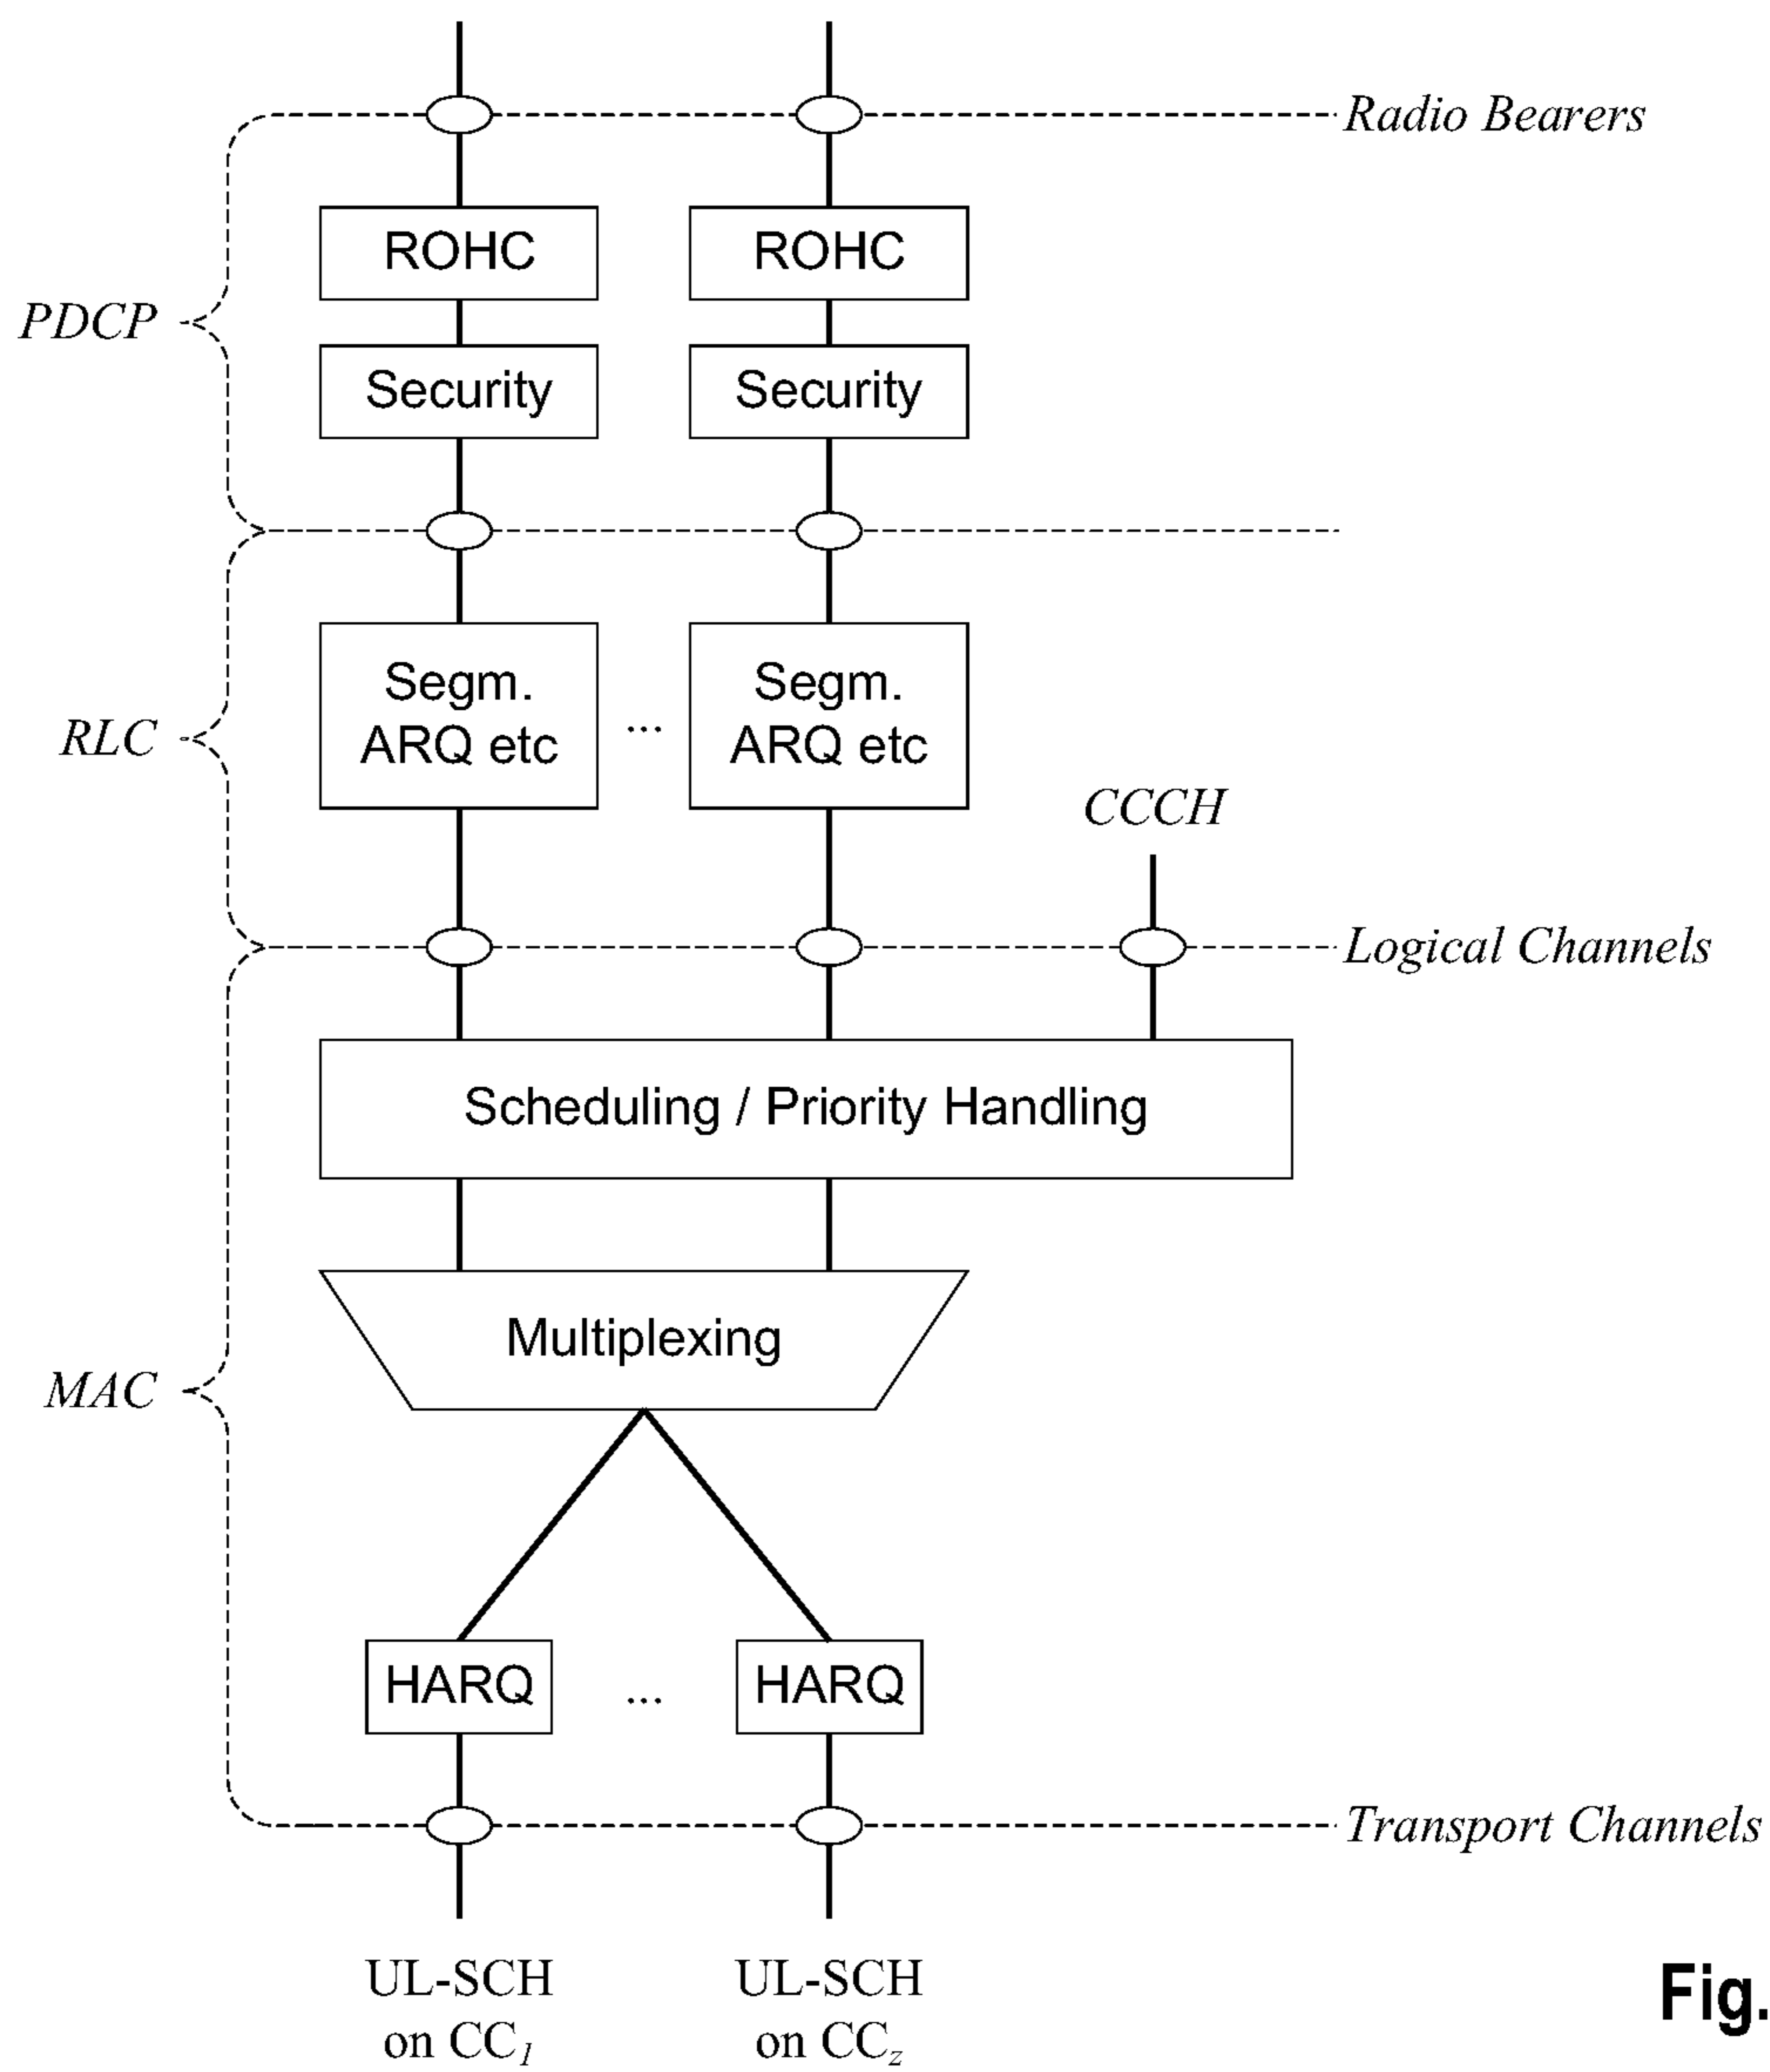 Radio Bearers
ROHC ROHC
PDCP
Security Security
Segm. Segm.
ARQ etc ... ARQ etc
RLC
CCCH
Logical Channels
Scheduling / Priority Handling
Multiplexing
MAC
HARQ ... HARQ
Transport Channels
UL-SCH UL-SCH
on CC1 on CCz
Fig.